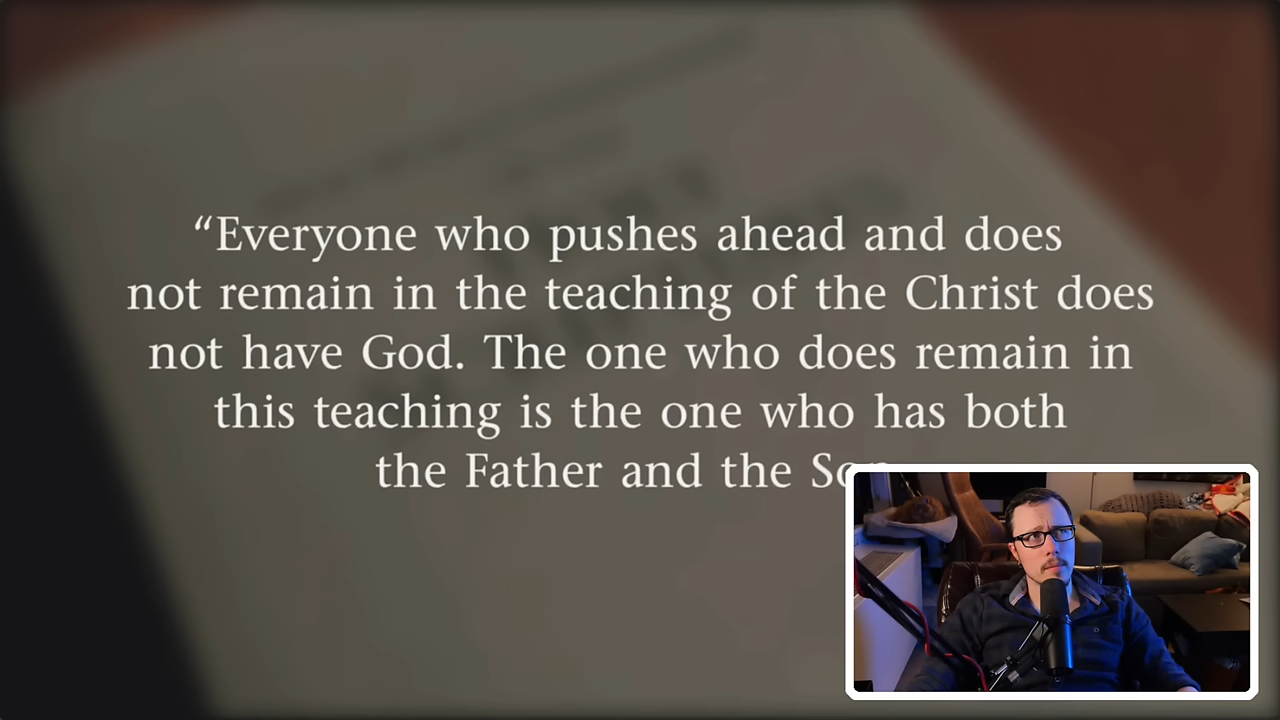 “Everyone who pushes ahead and does
not remain in the teaching of the Christ does
not have God. The one who does remain in
this teaching is the one who has both
the Father and the